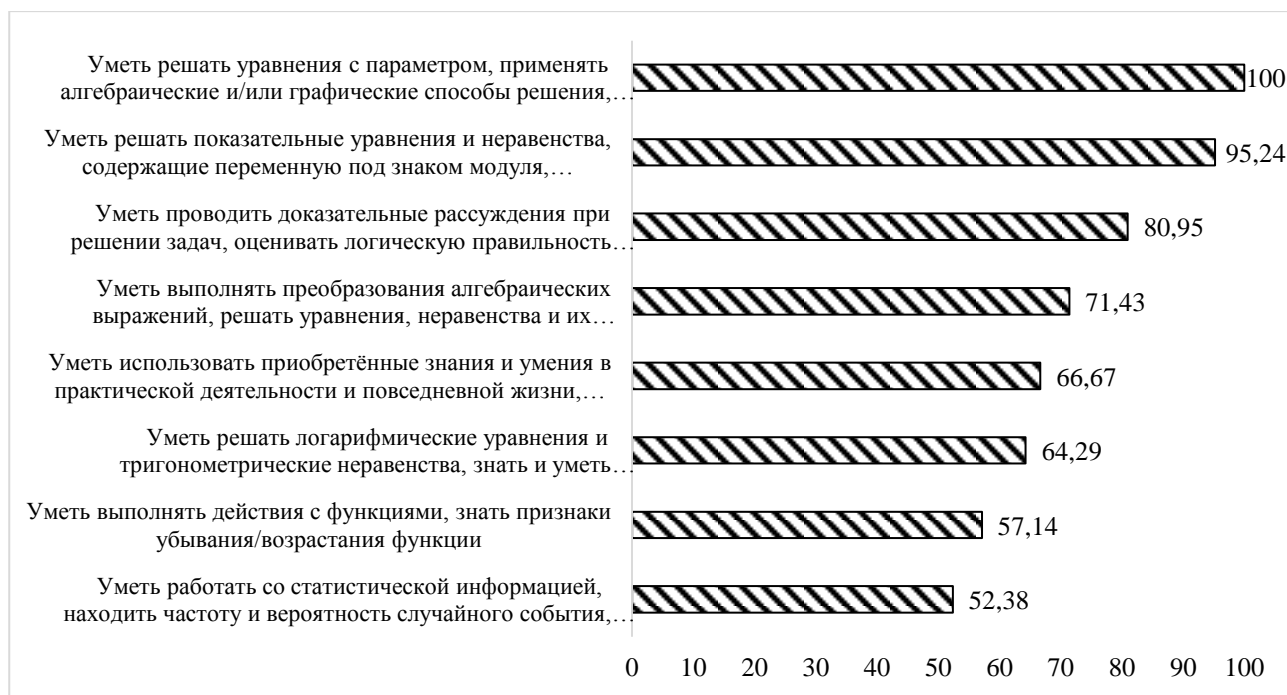 Уметь решать уравнения с параметром, применять
алгебраические и/или графические способы решения,…
100
Уметь решать показательные уравнения и неравенства,
содержащие переменную под знаком модуля,…
95,24
Уметь проводить доказательные рассуждения при
решении задач, оценивать логическую правильность…
80,95
Уметь выполнять преобразования алгебраических
выражений, решать уравнения, неравенства и их…
71,43
Уметь использовать приобретённые знания и умения в
практической деятельности и повседневной жизни,…
66,67
Уметь решать логарифмические уравнения и
тригонометрические неравенства, знать и уметь…
64,29
Уметь выполнять действия с функциями, знать признаки
убывания/возрастания функции
57,14
Уметь работать со статистической информацией,
находить частоту и вероятность случайного события,…
52,38
0 10 20 30 40 50 60 70 80 90 100